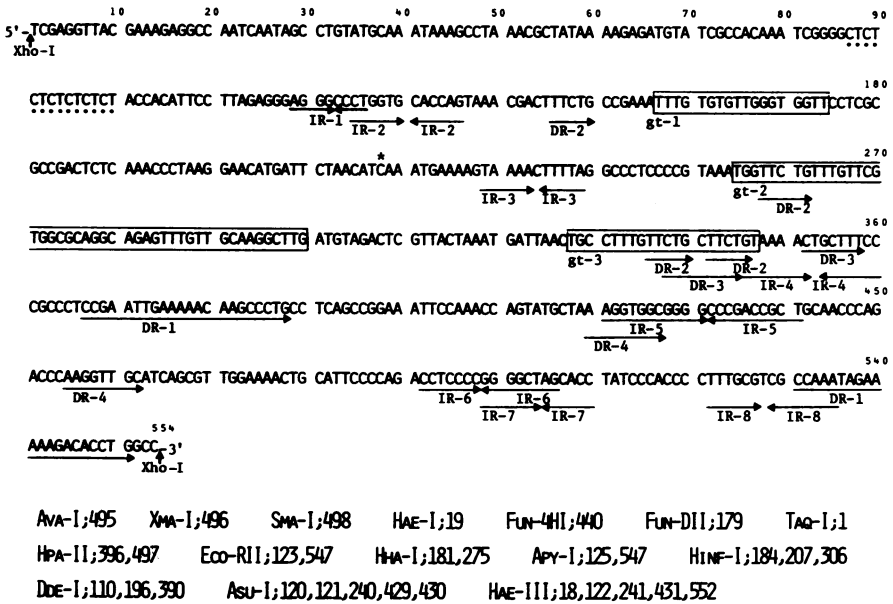 10 20 30 40 50 60 70 80 90
5'-TCGAGGTTAC GAAAGAGGCC AATCAATAGC CTGTATGCAA ATAAAGCCTA AACGCTATAA AAGAGATGTA TCGCCACAAA TCGGGGCTCT
Xho-I
180
CTCTCTCTCT ACCACATTCC TTAGAGGGAG GGCCCTGGTG CACCAGTAAA CGACTTTCTG CCGAAATTTG TGTGTTGGGT GGTTCCTCGC
IR-1 IR-2 IR-2 DR-2 gt-1
* 270
GCCGACTCTC AAACCCTAAG GAACATGATT CTAACATCAA ATGAAAAGTA AAACTTTTAG GCCCTCCCCG TAAATGGTTC TGTTTGTTCG
IR-3 IR-3 gt-2 DR-2
360
TGGCGCAGGC AGAGTTTGTT GCAAGGCTTG ATGTAGACTC GTTACTAAAT GATTAACTGC CTTTGTTCTG CTTCTGTAAA ACTGCTTTCC
gt-3 DR-2 DR-2 DR-3
DR-3 IR-4 IR-4
450
CGCCCTCCGA ATTGAAAAAC AAGCCCTGCC TCAGCCGGAA ATTCCAAACC AGTATGCTAA AGGTGGCGGG GCCCGACCGC TGCAACCCAG
DR-1 IR-5 IR-5
DR-4
540
ACCCAAGGTT GCATCAGCGT TGGAAAACTG CATTCCCCAG ACCTCCCCGG GGCTAGCACC TATCCCACCC CTTTGCGTCG CCAAATAGAA
DR-4 IR-6 IR-6 DR-1
IR-7 IR-7 IR-8 IR-8
554
AAAGACACCT GGCC-3'
Xho-I
AVA-I;495 XMA-I;496 SMA-I;498 HAE-I;19 FUN-4HI;440 FUN-DII;179 TAQ-I;1
HPA-II;396,497 ECO-RII;123,547 HHA-I;181,275 APY-I;125,547 HINF-I;184,207,306
DDE-I;110,196,390 ASU-I;120,121,240,429,430 HAE-III;18,122,241,431,552